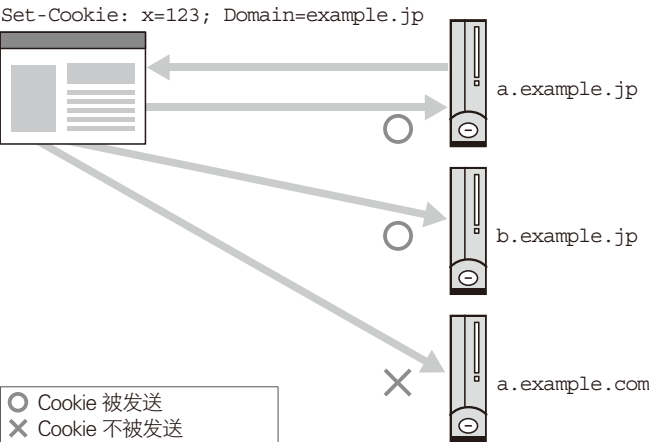 Set-Cookie: x=123; Domain=example.jp
a.example.jp
b.example.jp
a.example.com
Cookie 被发送
Cookie 不被发送